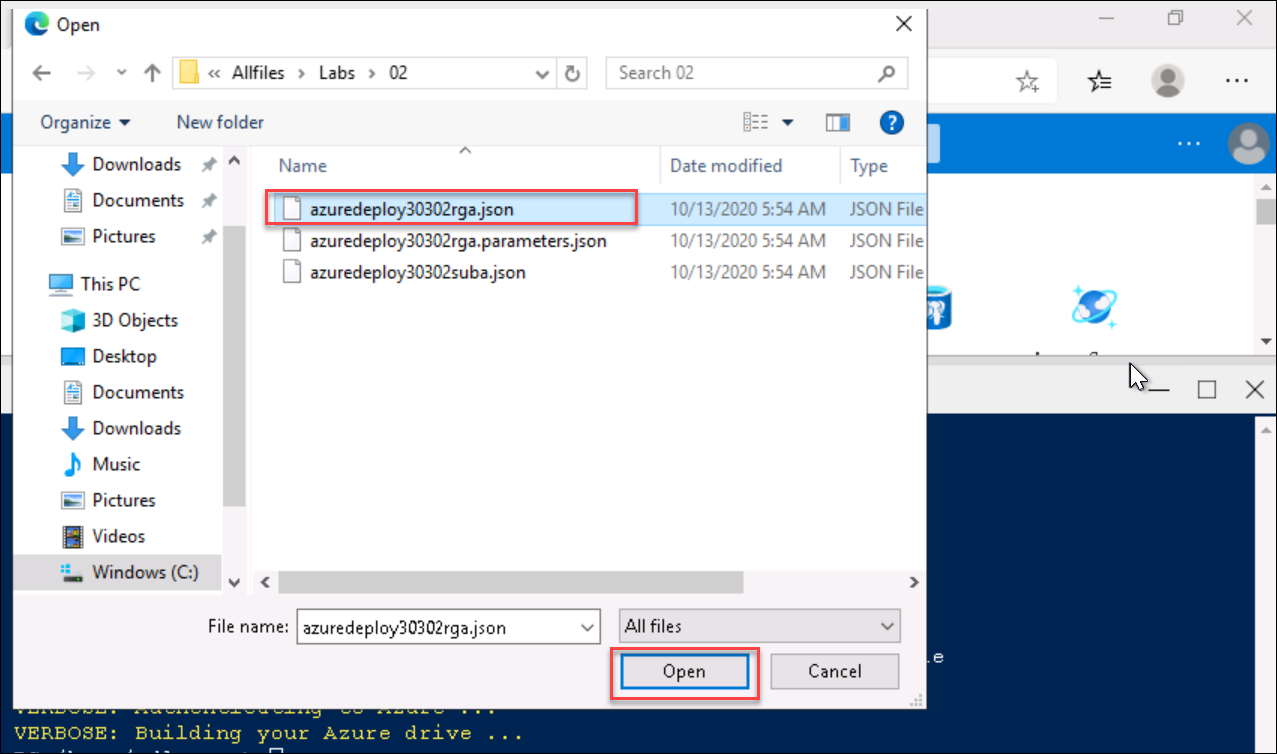 Open
« Allfiles > Labs > 02
Search 02
Organize
New folder
Downloads
Documents
Pictures
This PC
3D Objects
Desktop
Documents
Downloads
Music
Pictures
Videos
Windows (C:)
Name Date modified Type
azuredeploy30302rga.json 10/13/2020 5:54 AM JSON File
azuredeploy30302rga.parameters.json 10/13/2020 5:54 AM JSON File
azuredeploy30302suba.json 10/13/2020 5:54 AM JSON File
File name: azuredeploy30302rga.json
All files
Open
Cancel
VERBOSE: Authenticating to Azure ...
VERBOSE: Building your Azure drive ...